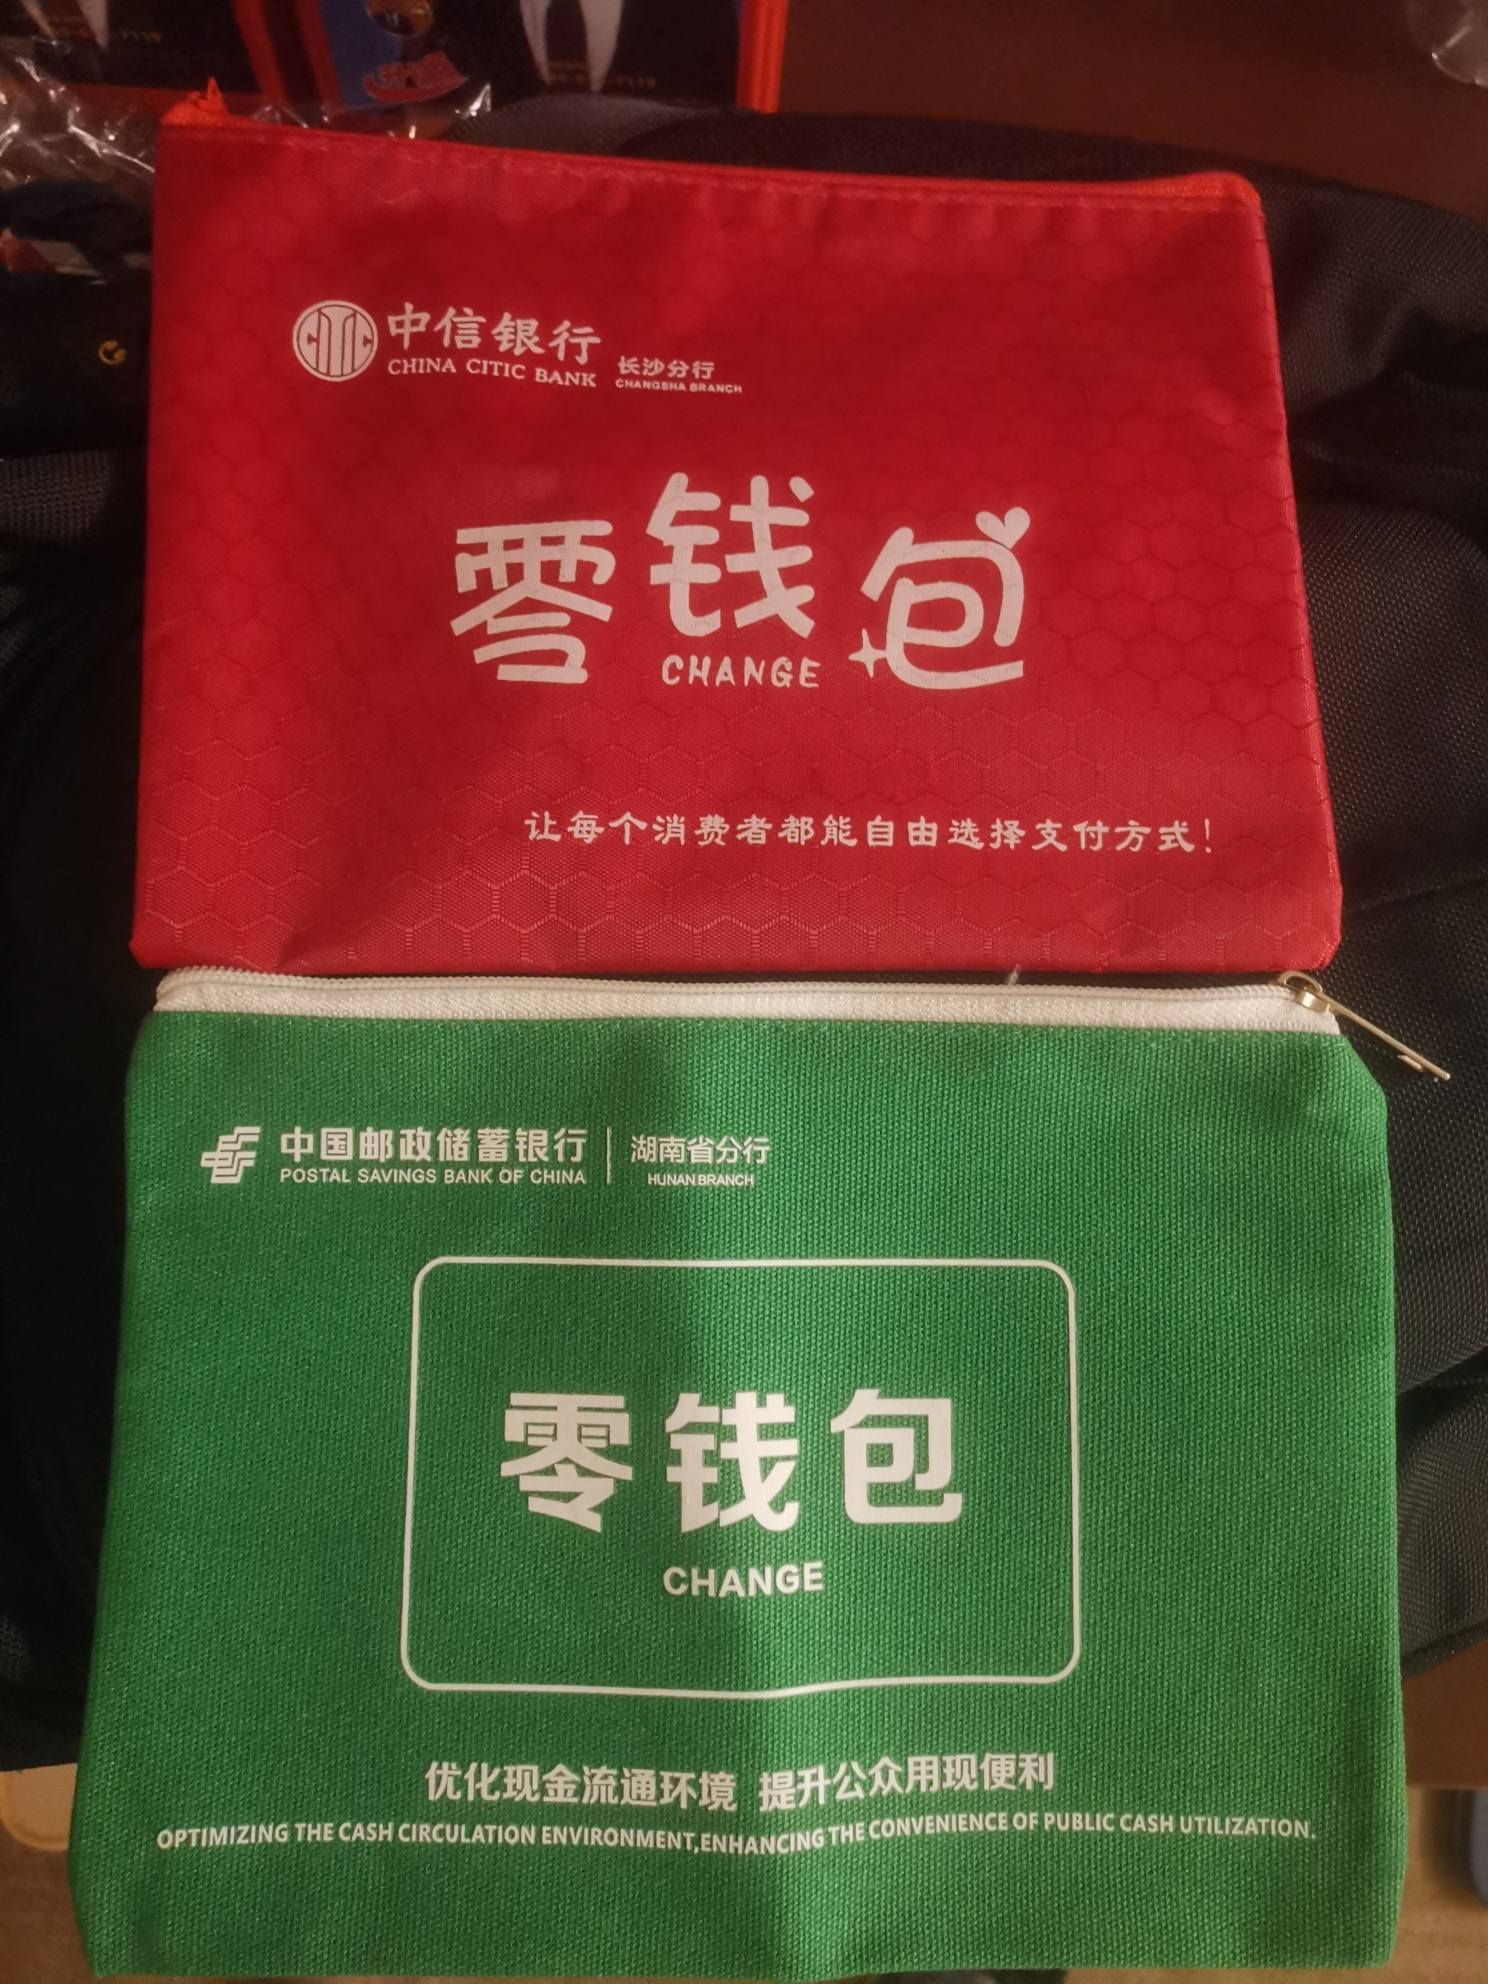 中信银行
CHINA CITIC BANK
长沙分行
CHANGSHA BRANCH
零钱包
CHANGE
让每个消费者都能自由选择支付方式！
中国邮政储蓄银行
POSTAL SAVINGS BANK OF CHINA
湖南省分行
HUNAN BRANCH
零钱包
CHANGE
优化现金流通环境 提升公众用现便利
OPTIMIZING THE CASH CIRCULATION ENVIRONMENT,ENHANCING THE CONVENIENCE OF PUBLIC CASH UTILIZATION.